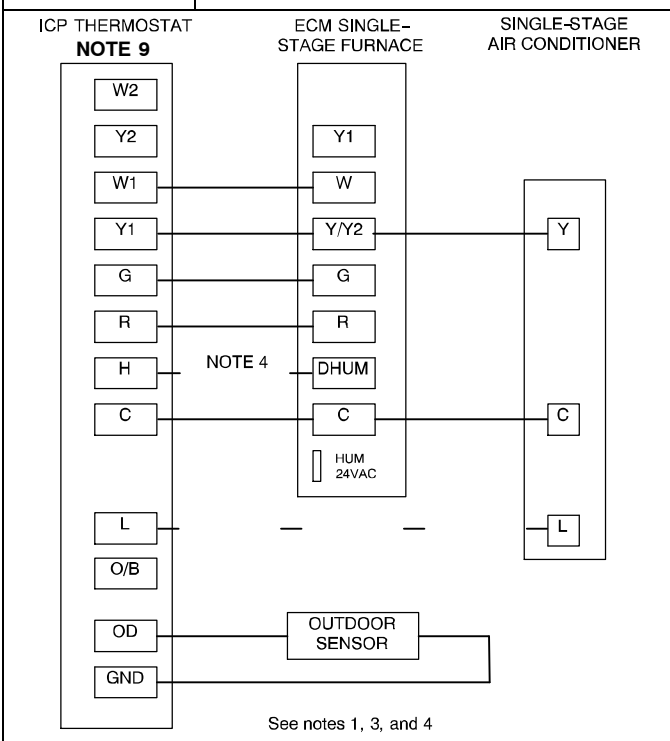 ICP THERMOSTAT
NOTE 9
ECM SINGLE-
STAGE FURNACE
SINGLE-STAGE
AIR CONDITIONER
W2
Y2
Y1
W1
W
Y1
Y/Y2
Y
G
G
R
R
H
NOTE 4
DHUM
C
C
C
HUM
24VAC
L
L
O/B
OD
OUTDOOR
SENSOR
GND
See notes 1, 3, and 4